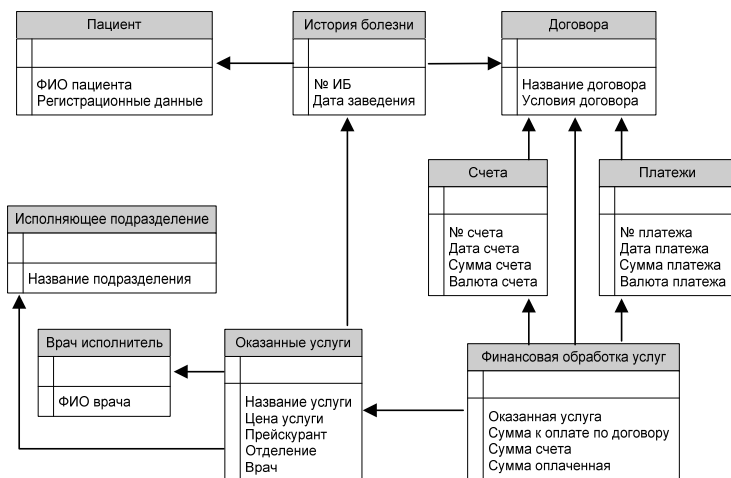 Пациент
ФИО пациента
Регистрационные данные
История болезни
№ ИБ
Дата заведения
Договора
Название договора
Условия договора
Счета
№ счета
Дата счета
Сумма счета
Валюта счета
Платежи
№ платежа
Дата платежа
Сумма платежа
Валюта платежа
Исполняющее подразделение
Название подразделения
Врач исполнитель
ФИО врача
Оказанные услуги
Название услуги
Цена услуги
Прейскурант
Отделение
Врач
Финансовая обработка услуг
Оказанная услуга
Сумма к оплате по договору
Сумма счета
Сумма оплаченная